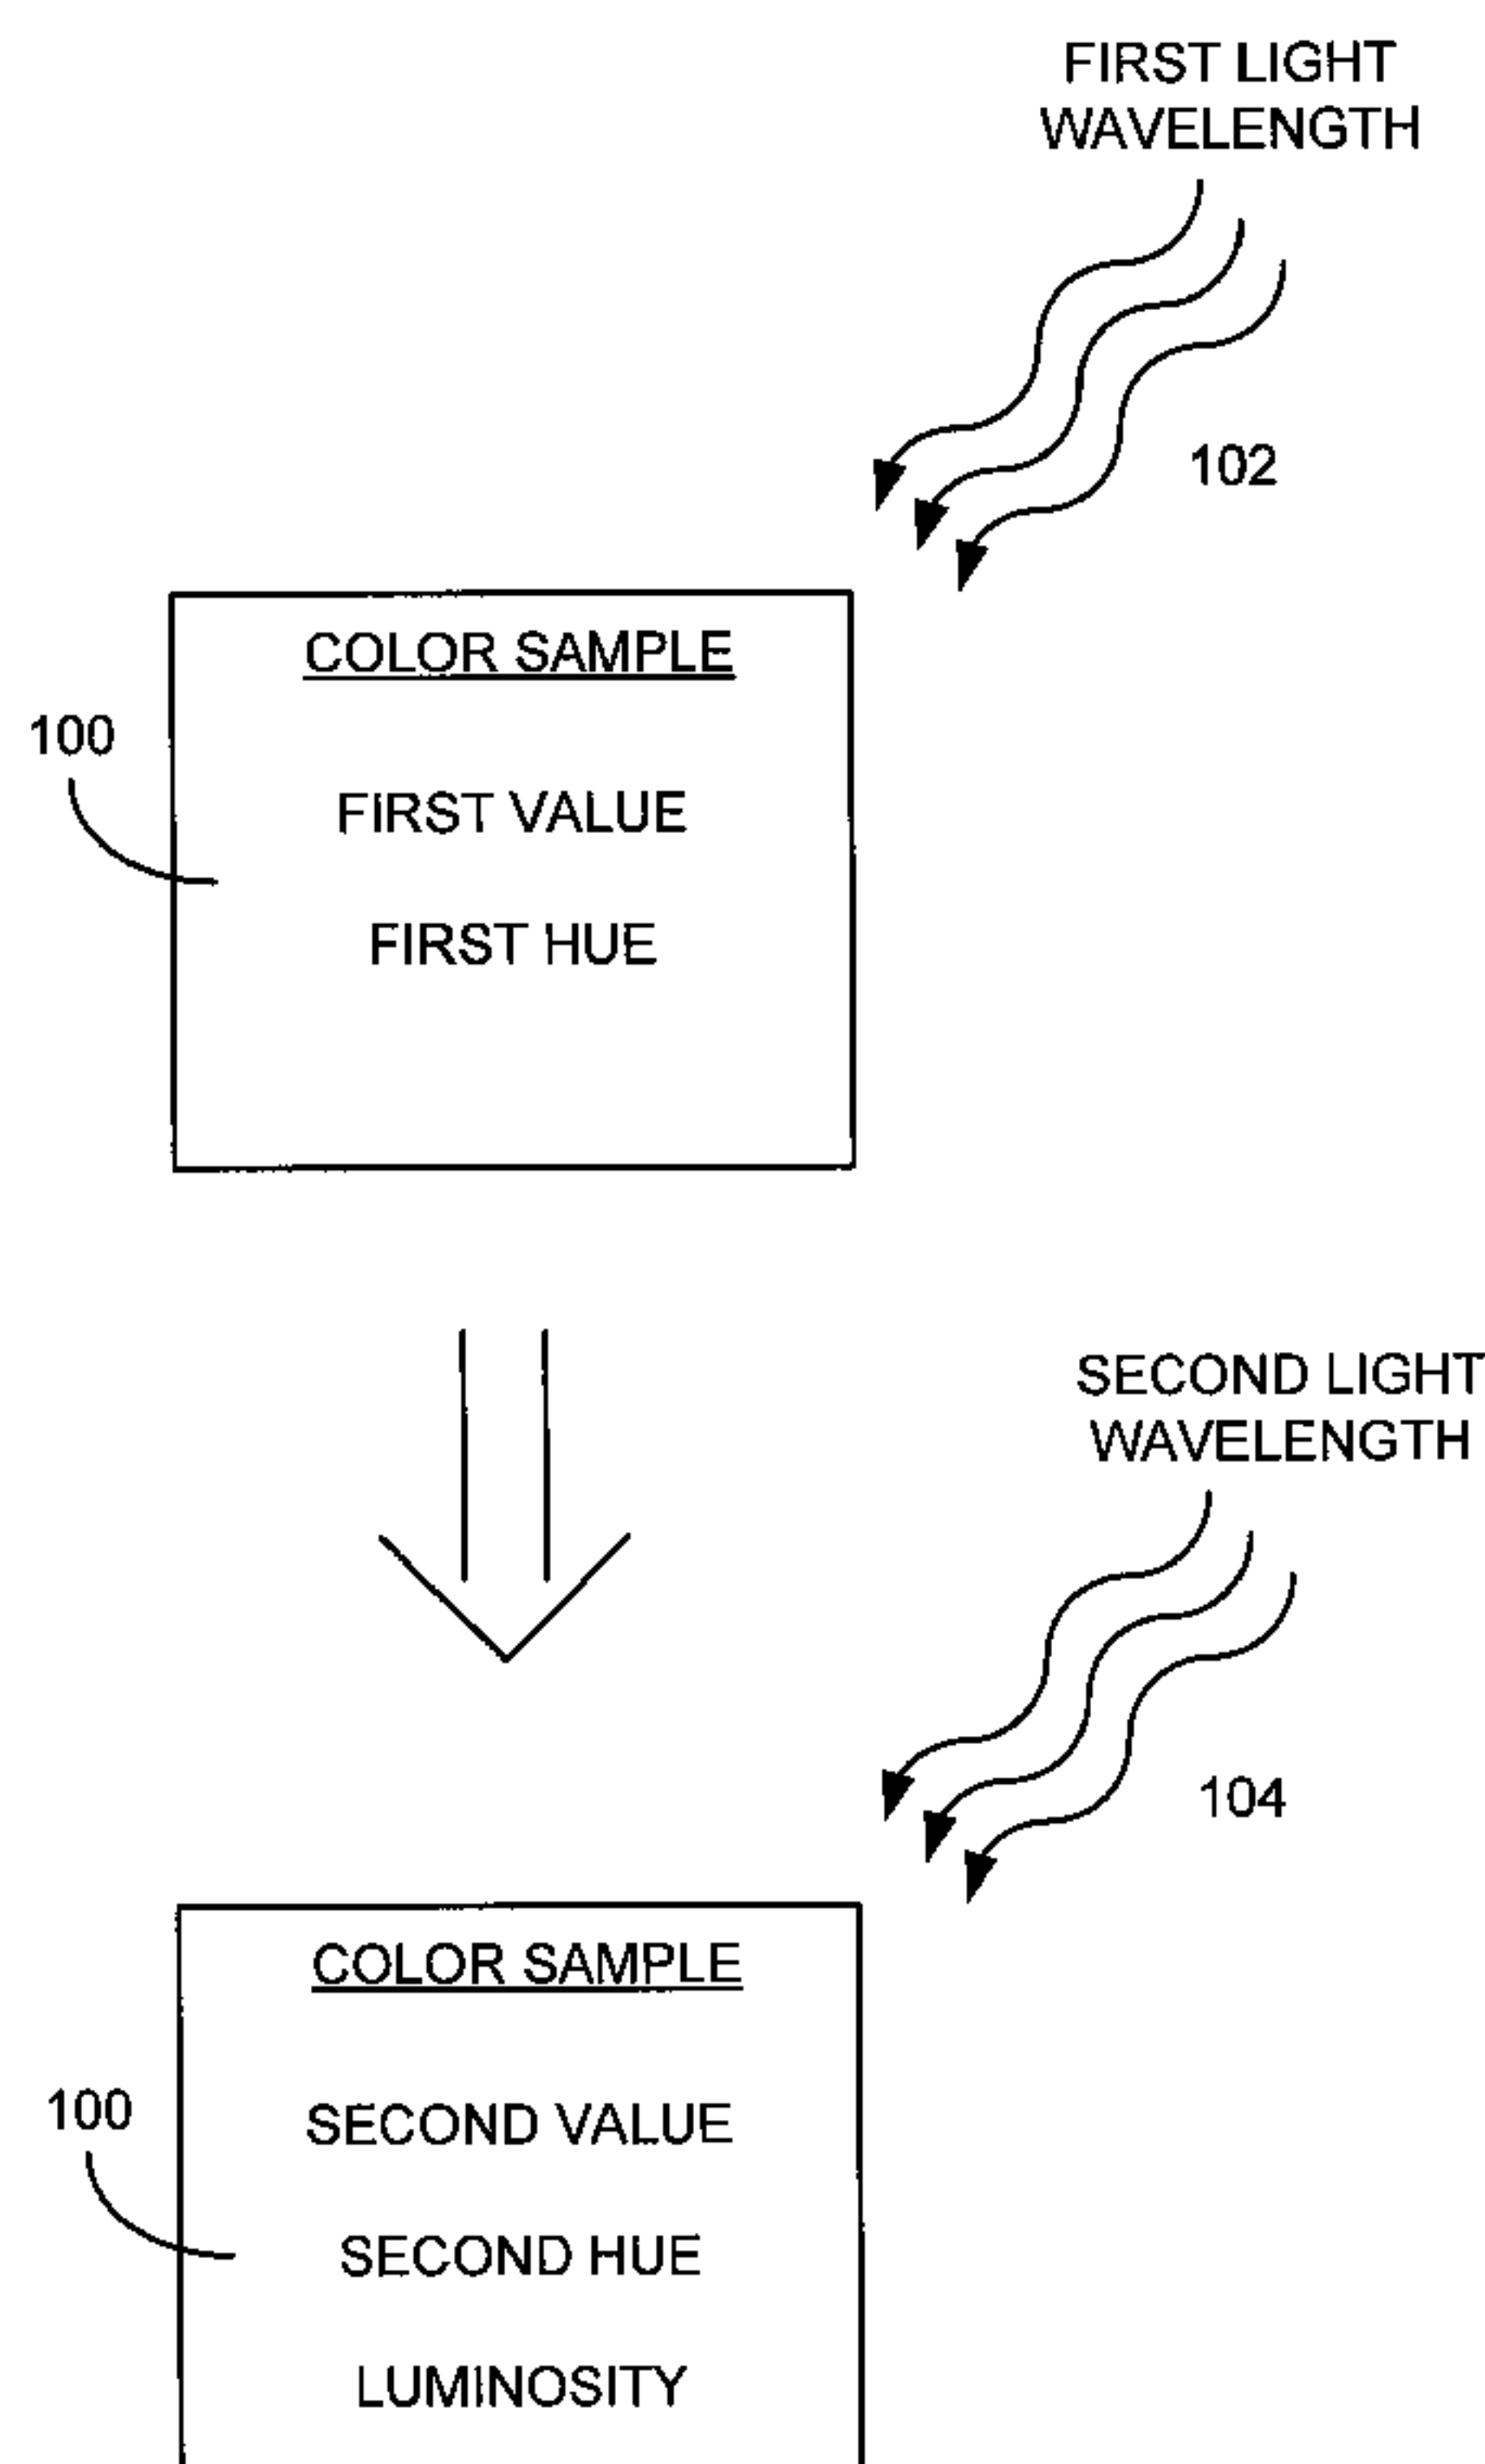 FIRST LIGHT
WAVELENGTH
102
COLOR SAMPLE
100
FIRST VALUE
FIRST HUE
SECOND LIGHT
WAVELENGTH
104
COLOR SAMPLE
100
SECOND VALUE
SECOND HUE
LUMINOSITY